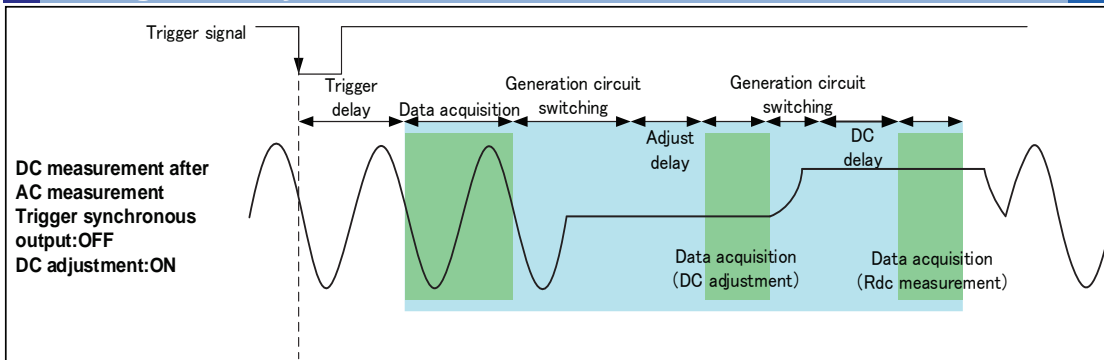 Trigger signal
Trigger
delay
Data acquisition
Generation circuit
switching
Adjust
delay
Generation circuit
switching
DC
delay
DC measurement after
AC measurement
Trigger synchronous
output:OFF
DC adjustment:ON
Data acquisition
(DC adjustment)
Data acquisition
(Rdc measurement)